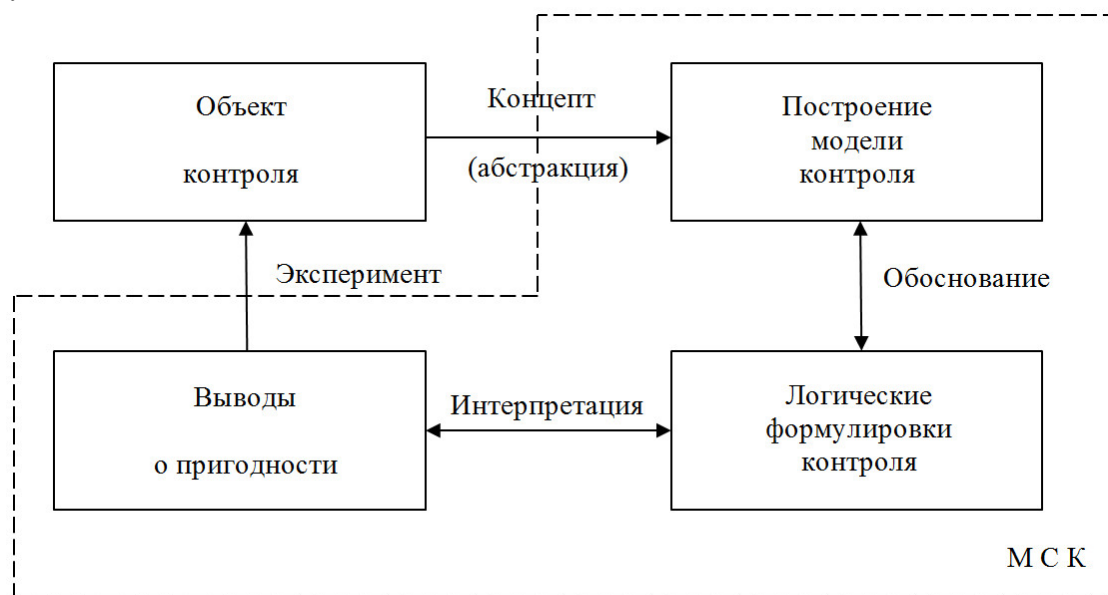 Объект
контроля
Концепт
(абстракция)
Построение
модели
контроля
Эксперимент
Обоснование
Выводы
о пригодности
Интерпретация
Логические
формулировки
контроля
М С К